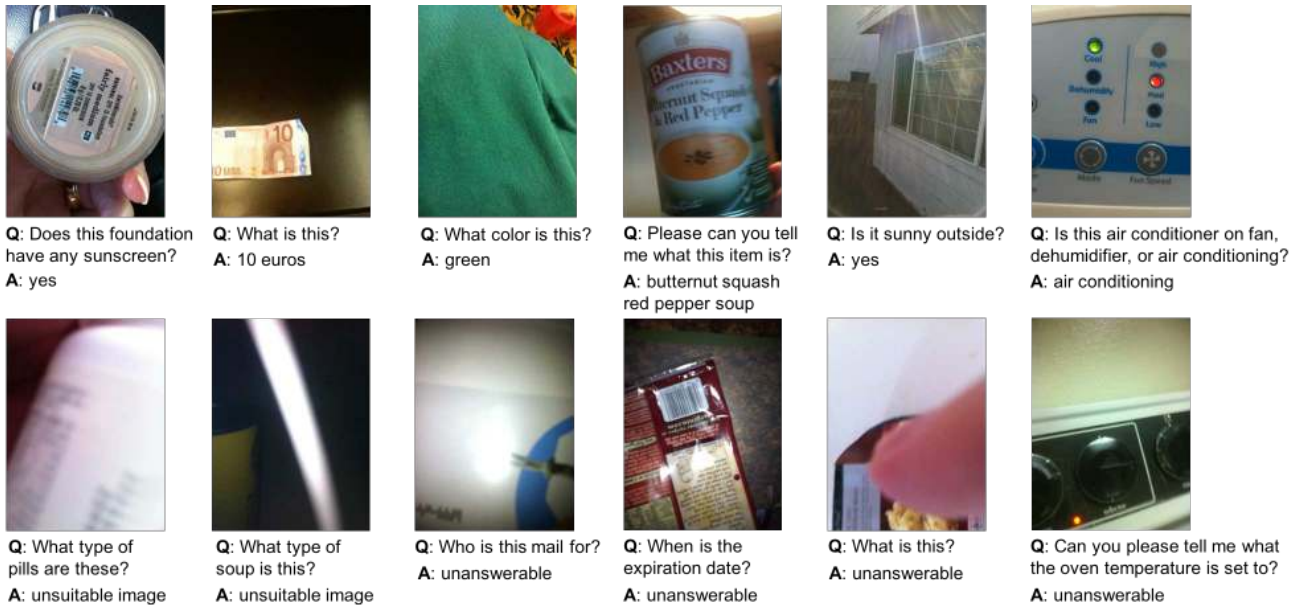 fairly medium
10
10 EURO
Baxters
VEGETARIAN
Butternut Squash
& Red Pepper
Cool
High
Dehumidify
Med
Fan
Low
Mode
Fan Speed
Q: Does this foundation
have any sunscreen?
A: yes
Q: What is this?
A: 10 euros
Q: What color is this?
A: green
Q: Please can you tell
me what this item is?
A: butternut squash
red pepper soup
Q: Is it sunny outside?
A: yes
Q: Is this air conditioner on fan,
dehumidifier, or air conditioning?
A: air conditioning
Q: What type of
pills are these?
A: unsuitable image
Q: What type of
soup is this?
A: unsuitable image
Q: Who is this mail for?
A: unanswerable
Q: When is the
expiration date?
A: unanswerable
Q: What is this?
A: unanswerable
Q: Can you please tell me what
the oven temperature is set to?
A: unanswerable